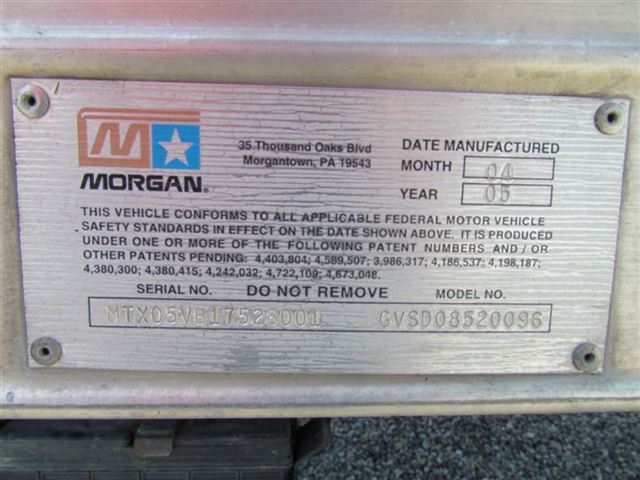 M
MORGAN®
35 Thousand Oaks Blvd
Morgantown, PA 19543
DATE MANUFACTURED
MONTH 04
YEAR 05
THIS VEHICLE CONFORMS TO ALL APPLICABLE FEDERAL MOTOR VEHICLE
SAFETY STANDARDS IN EFFECT ON THE DATE SHOWN ABOVE. IT IS PRODUCED
UNDER ONE OR MORE OF THE FOLLOWING PATENT NUMBERS AND / OR
OTHER PATENTS PENDING: 4,403,804; 4,589,507; 3,986,317; 4,186,537; 4,198,187;
4,380,300; 4,380,415; 4,242,032; 4,722,109; 4,673,048.
SERIAL NO. DO NOT REMOVE MODEL NO.
MTX05VB17528001 GVSD08520096